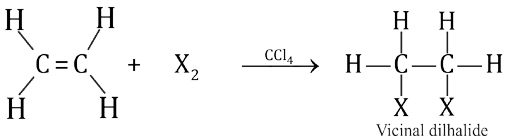 H H H H
C = C + X₂ CCl₄ H C C H
H H X X
Vicinal dilhalide